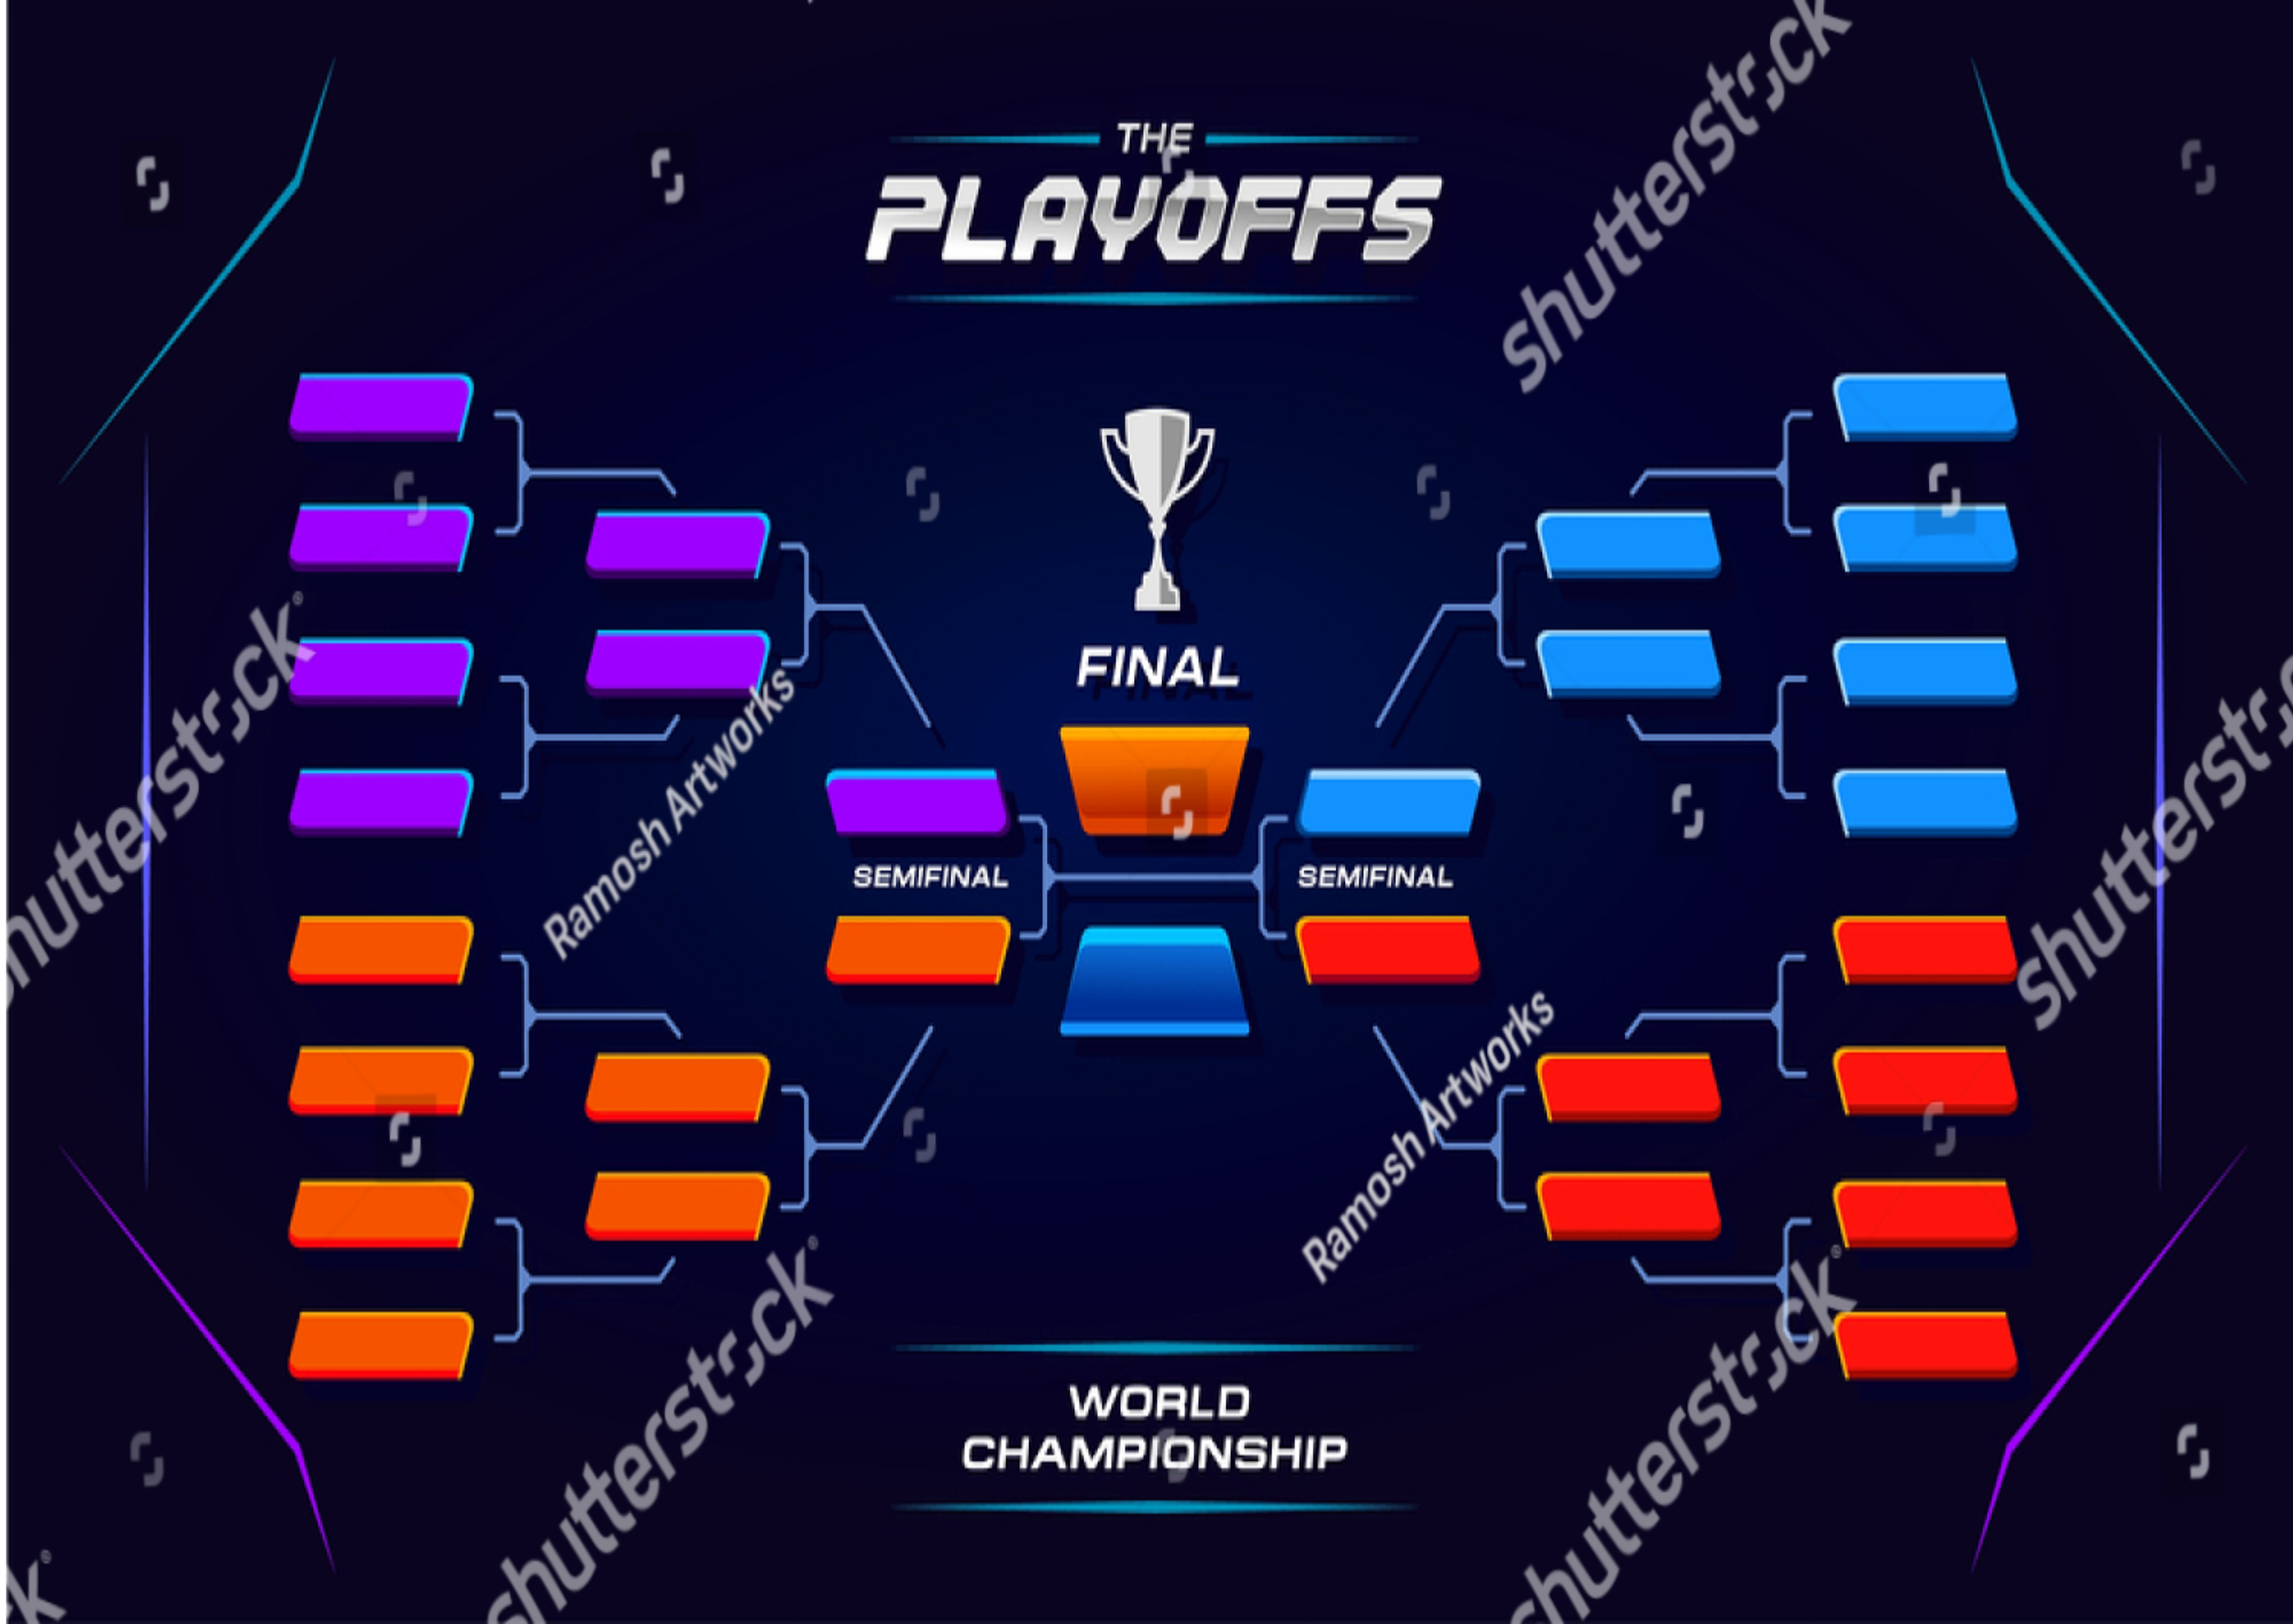 THE
PLAYOFFS
shutterstock
FINAL
shutterstock
Ramosh Artworks
SEMIFINAL
SEMIFINAL
shutterstock
Ramosh Artworks
WORLD
CHAMPIONSHIP
shutterstock
shutterstock